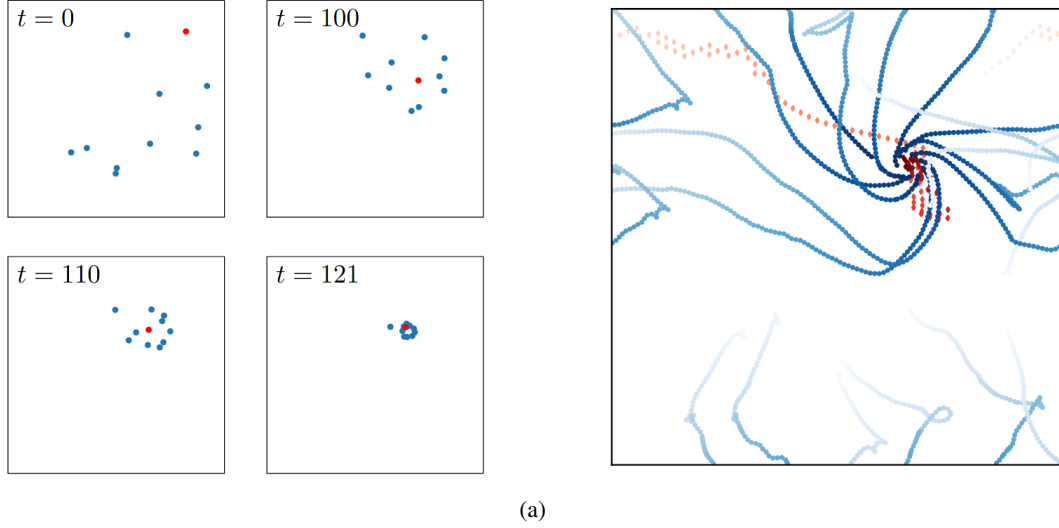 t = 0
t = 100
t = 110
t = 121
(a)